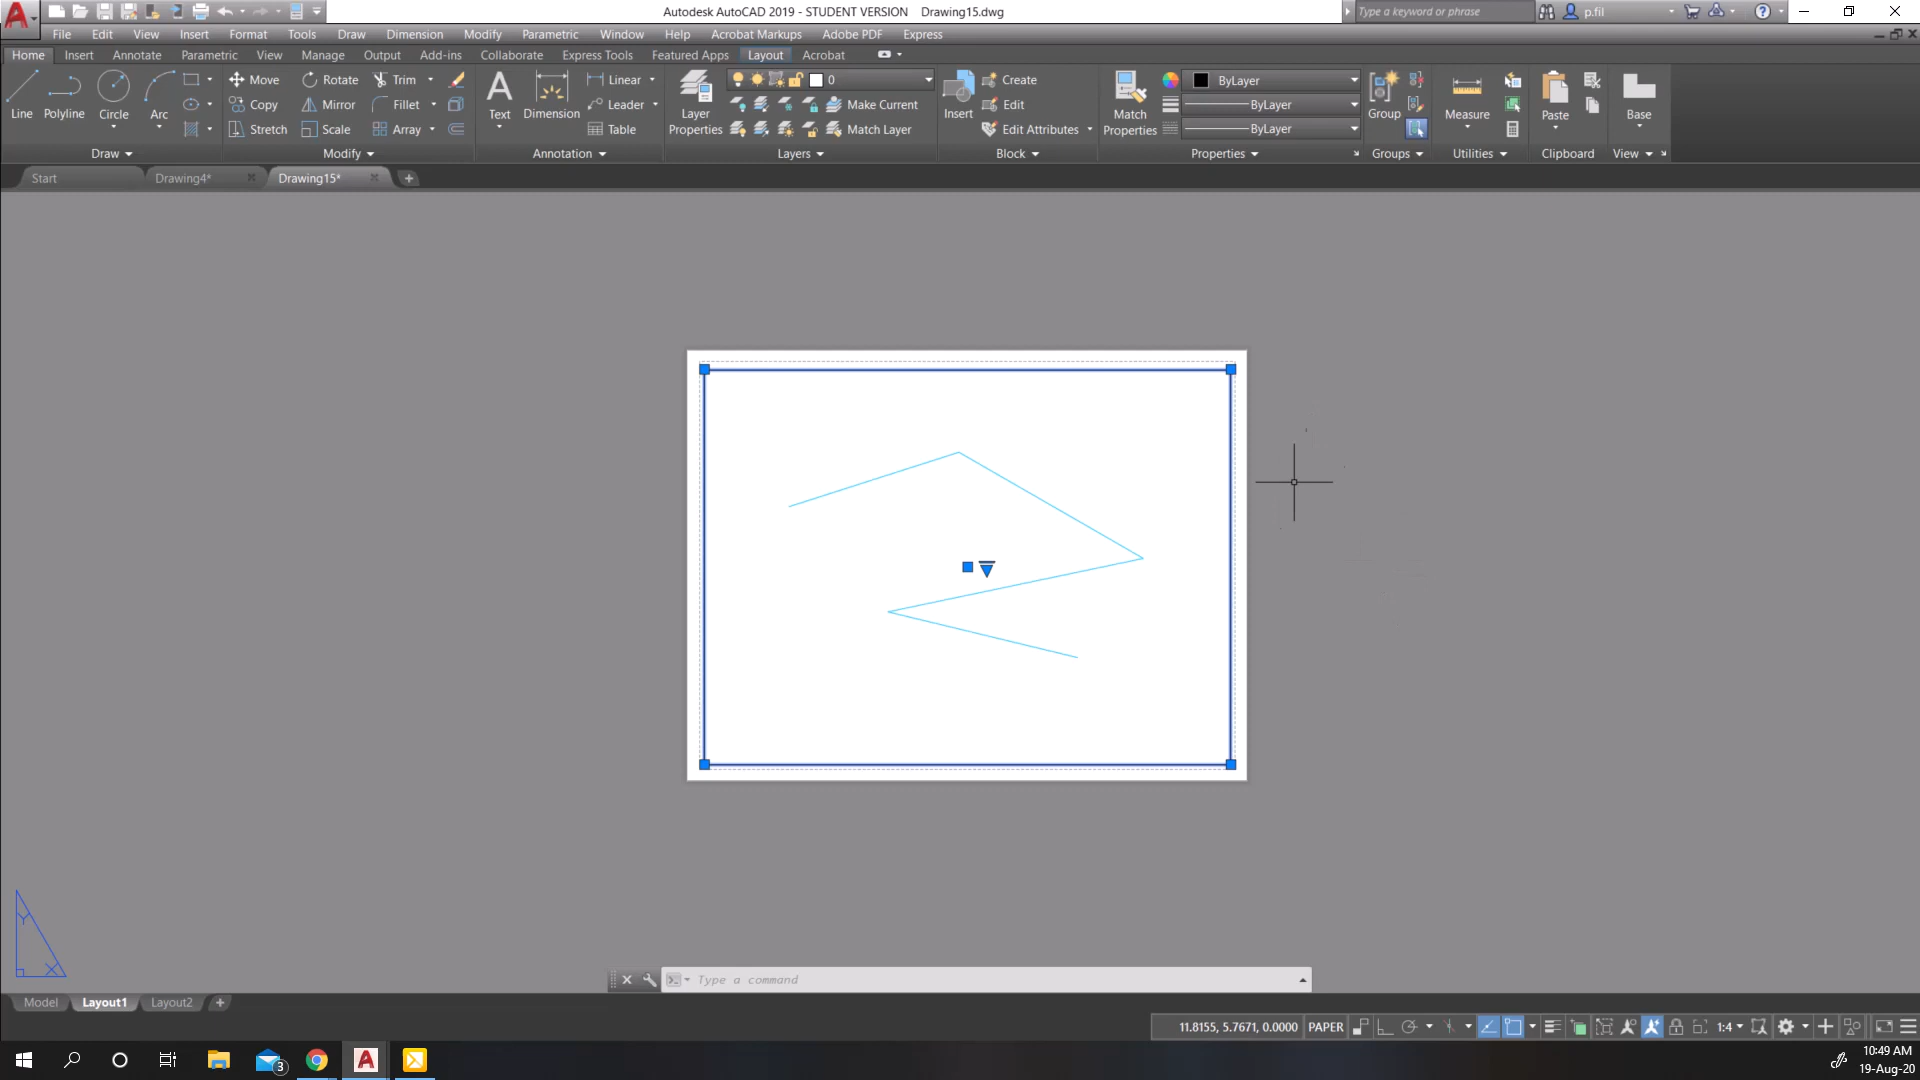 Autodesk AutoCAD 2019 - STUDENT VERSION Drawing15.dwg
Type a keyword or phrase
p.fil
File Edit View Insert Format Tools Draw Dimension Modify Parametric Window Help Acrobat Markups Adobe PDF Express
Home Insert Annotate Parametric View Manage Output Add-ins Collaborate Express Tools Featured Apps Layout Acrobat
Line Polyline Circle Arc
Move Rotate Trim
Copy Mirror Fillet
Stretch Scale Array
Text Dimension
Linear
Leader
Table
Layer
Properties
0
Make Current
Match Layer
Insert
Create
Edit
Edit Attributes
Match
Properties
ByLayer
ByLayer
ByLayer
Group
Measure
Paste
Base
Draw Modify Annotation Layers Block Properties Groups Utilities Clipboard View
Start Drawing4* Drawing15*
Y
X
Type a command
Model Layout1 Layout2
11.8155, 5.7671, 0.0000 PAPER 1:4
3
10:49 AM
19-Aug-20